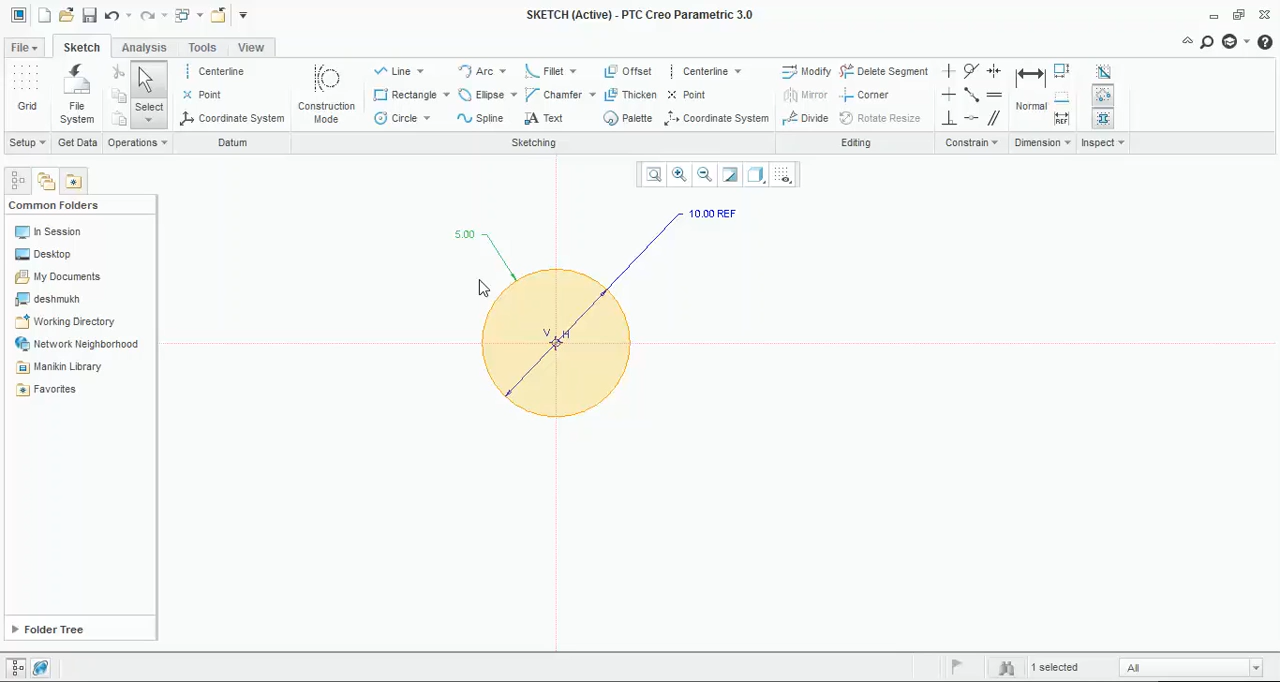 SKETCH (Active) - PTC Creo Parametric 3.0
File Sketch Analysis Tools View
Grid
File System
Select
Centerline
Point
Coordinate System
Construction Mode
Line Arc Fillet Offset Centerline
Rectangle Ellipse Chamfer Thicken Point
Circle Spline Text Palette Coordinate System
Modify Delete Segment
Mirror Corner
Divide Rotate Resize
Normal
REF
Setup Get Data Operations Datum Sketching Editing Constrain Dimension Inspect
Common Folders
In Session
Desktop
My Documents
deshmukh
Working Directory
Network Neighborhood
Manikin Library
Favorites
Folder Tree
10.00 REF
5.00
V H
1 selected All